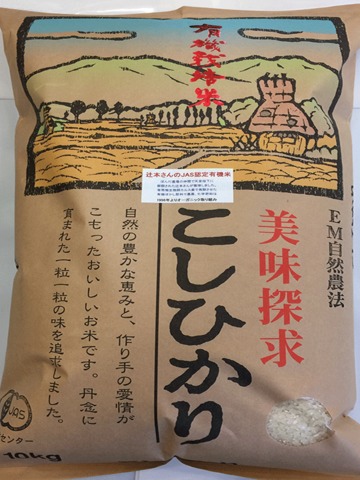 有機栽培米
辻本さんのJAS認定有機米
EM自然農法
美味探求
こしひかり
自然の豊かな恵みと、作り手の愛情が
こもったおいしいお米です。丹念に
育まれた一粒一粒の味を追求しました。
JAS
センター
10kg